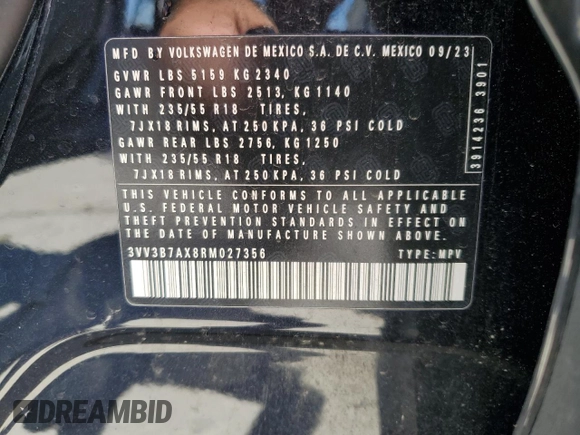 MFD BY VOLKSWAGEN DE MEXICO S.A. DE C.V. MEXICO 09/23
GVWR LBS 5159 KG 2340
GAWR FRONT LBS 2513, KG 1140
WITH 235/55 R18 TIRES,
7JX18 RIMS, AT 250 KPA, 36 PSI COLD
GAWR REAR LBS 2756, KG 1250
WITH 235/55 R18 TIRES,
7JX18 RIMS, AT 250 KPA, 36 PSI COLD
THIS VEHICLE CONFORMS TO ALL APPLICABLE
U.S. FEDERAL MOTOR VEHICLE SAFETY AND
THEFT PREVENTION STANDARDS IN EFFECT ON THE
DATE OF MANUFACTURE SHOWN ABOVE.
3VV3B7AX8RM027356 TYPE: MPV
3914236 3901
DREAMBID